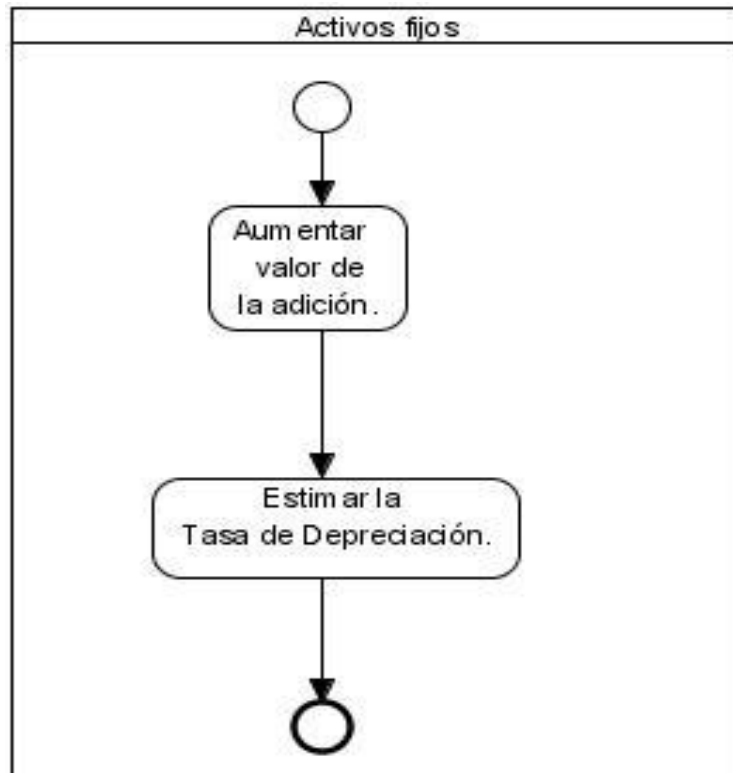 Activos fijos
Aumentar
valor de
la adición.
Estimar la
Tasa de Depreciación.